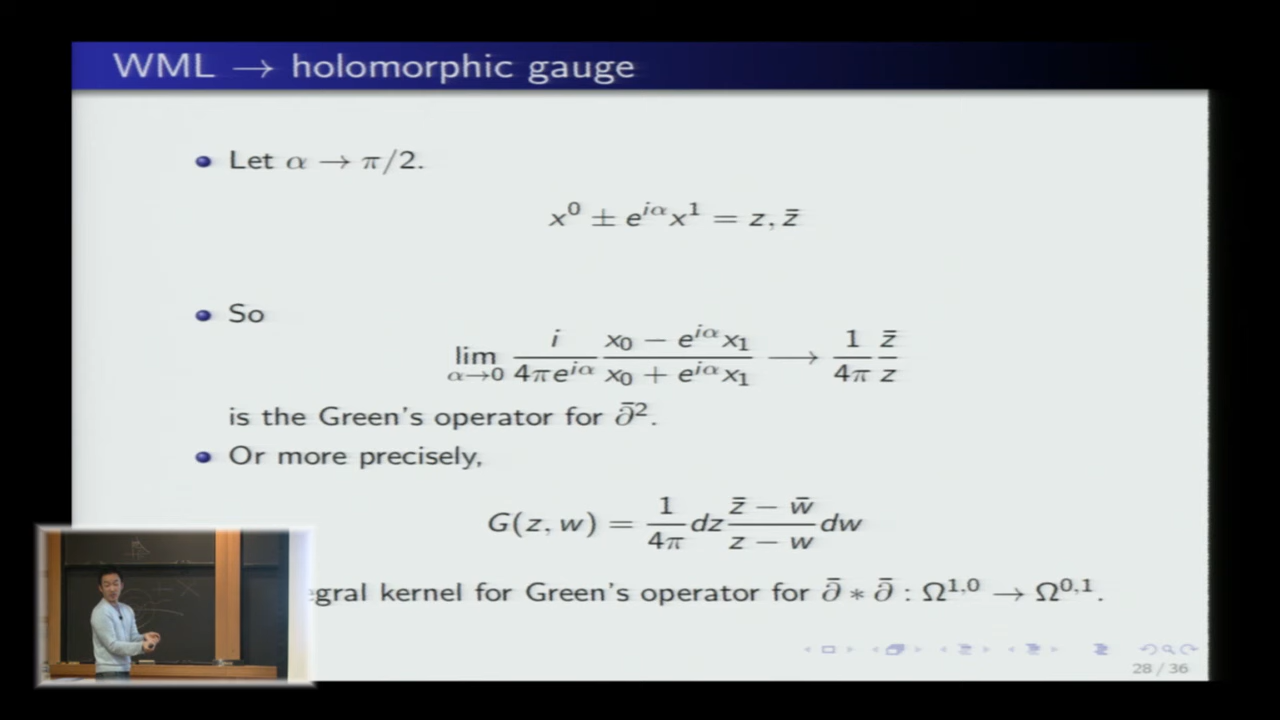 WML → holomorphic gauge
• Let α → π/2.
x⁰ ± e^{iα}x¹ = z, z̄
• So
lim_{α→0} i/(4πe^{iα}) (x₀ − e^{iα}x₁)/(x₀ + e^{iα}x₁) ⟶ 1/(4π) z̄/z
is the Green's operator for ∂̄².
• Or more precisely,
G(z, w) = 1/(4π) dz (z̄ − w̄)/(z − w) dw
kernel for Green's operator for ∂̄ ∗ ∂̄ : Ω^{1,0} → Ω^{0,1}.
28 / 36